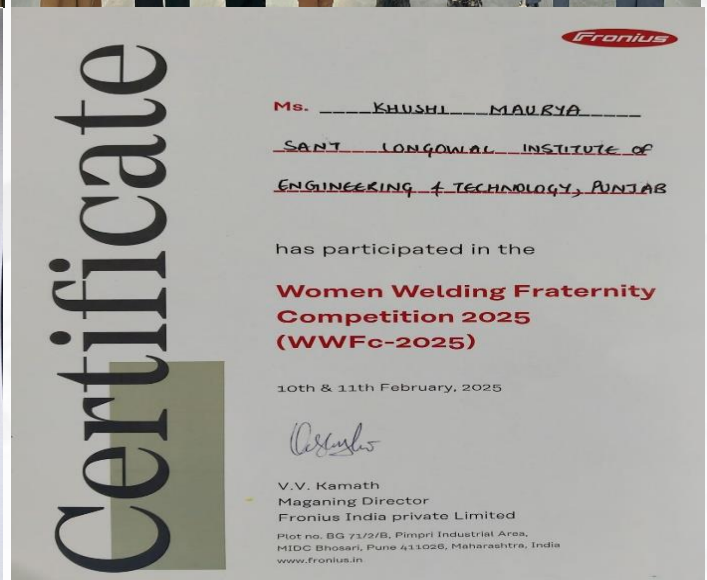 Certificate
Fronius
Ms. KHUSHI MAURYA
SANT LONGOWAL INSTITUTE OF
ENGINEERING & TECHNOLOGY, PUNJAB
has participated in the
Women Welding Fraternity
Competition 2025
(WWFc-2025)
10th & 11th February, 2025
V.V. Kamath
Maganing Director
Fronius India private Limited
Plot no. BG 71/2/B, Pimpri Industrial Area,
MIDC Bhosari, Pune 411026, Maharashtra, India
www.fronius.in